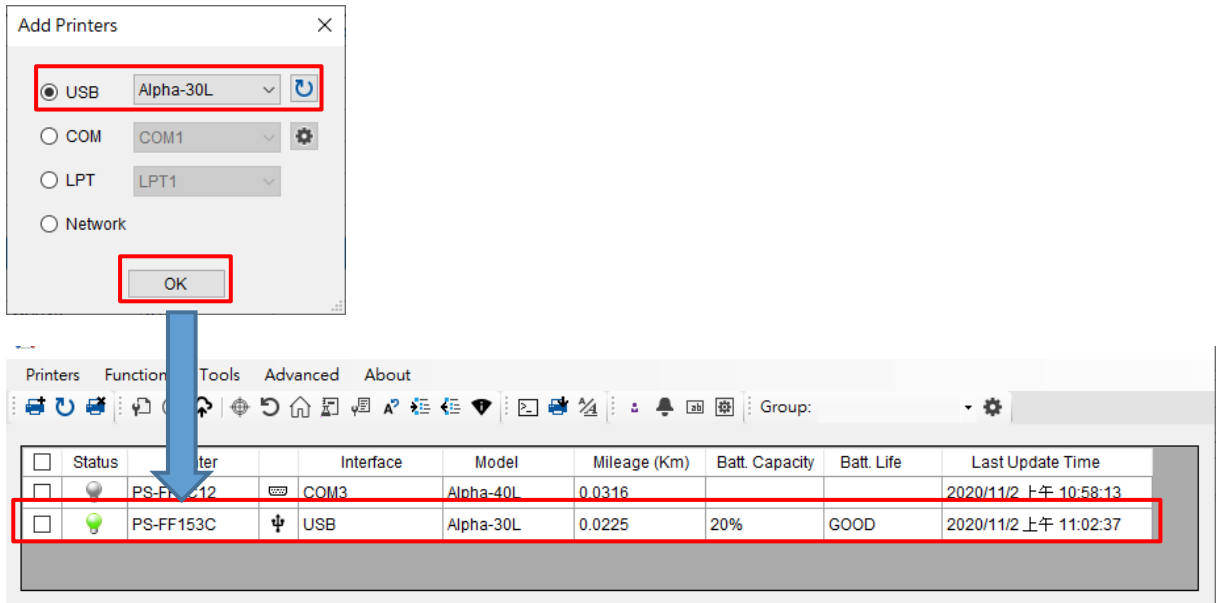 Add Printers
USB Alpha-30L
COM COM1
LPT LPT1
Network
OK
Printers Function Tools Advanced About
Group:
Status ter Interface Model Mileage (Km) Batt. Capacity Batt. Life Last Update Time
COM3 Alpha-40L 0.0316 2020/11/2 上午 10:58:13
PS-FF153C USB Alpha-30L 0.0225 20% GOOD 2020/11/2 上午 11:02:37